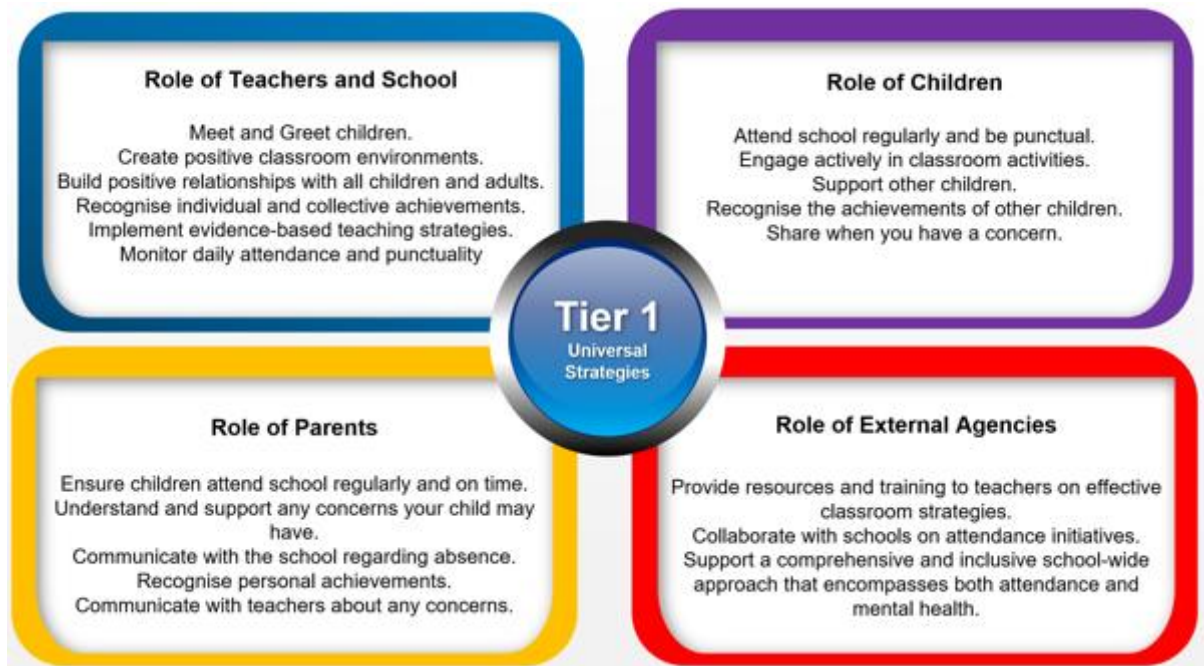 Role of Teachers and School
Meet and Greet children.
Create positive classroom environments.
Build positive relationships with all children and adults.
Recognise individual and collective achievements.
Implement evidence-based teaching strategies.
Monitor daily attendance and punctuality
Role of Children
Attend school regularly and be punctual.
Engage actively in classroom activities.
Support other children.
Recognise the achievements of other children.
Share when you have a concern.
Tier 1
Universal
Strategies
Role of Parents
Ensure children attend school regularly and on time.
Understand and support any concerns your child may
have.
Communicate with the school regarding absence.
Recognise personal achievements.
Communicate with teachers about any concerns.
Role of External Agencies
Provide resources and training to teachers on effective
classroom strategies.
Collaborate with schools on attendance initiatives.
Support a comprehensive and inclusive school-wide
approach that encompasses both attendance and
mental health.